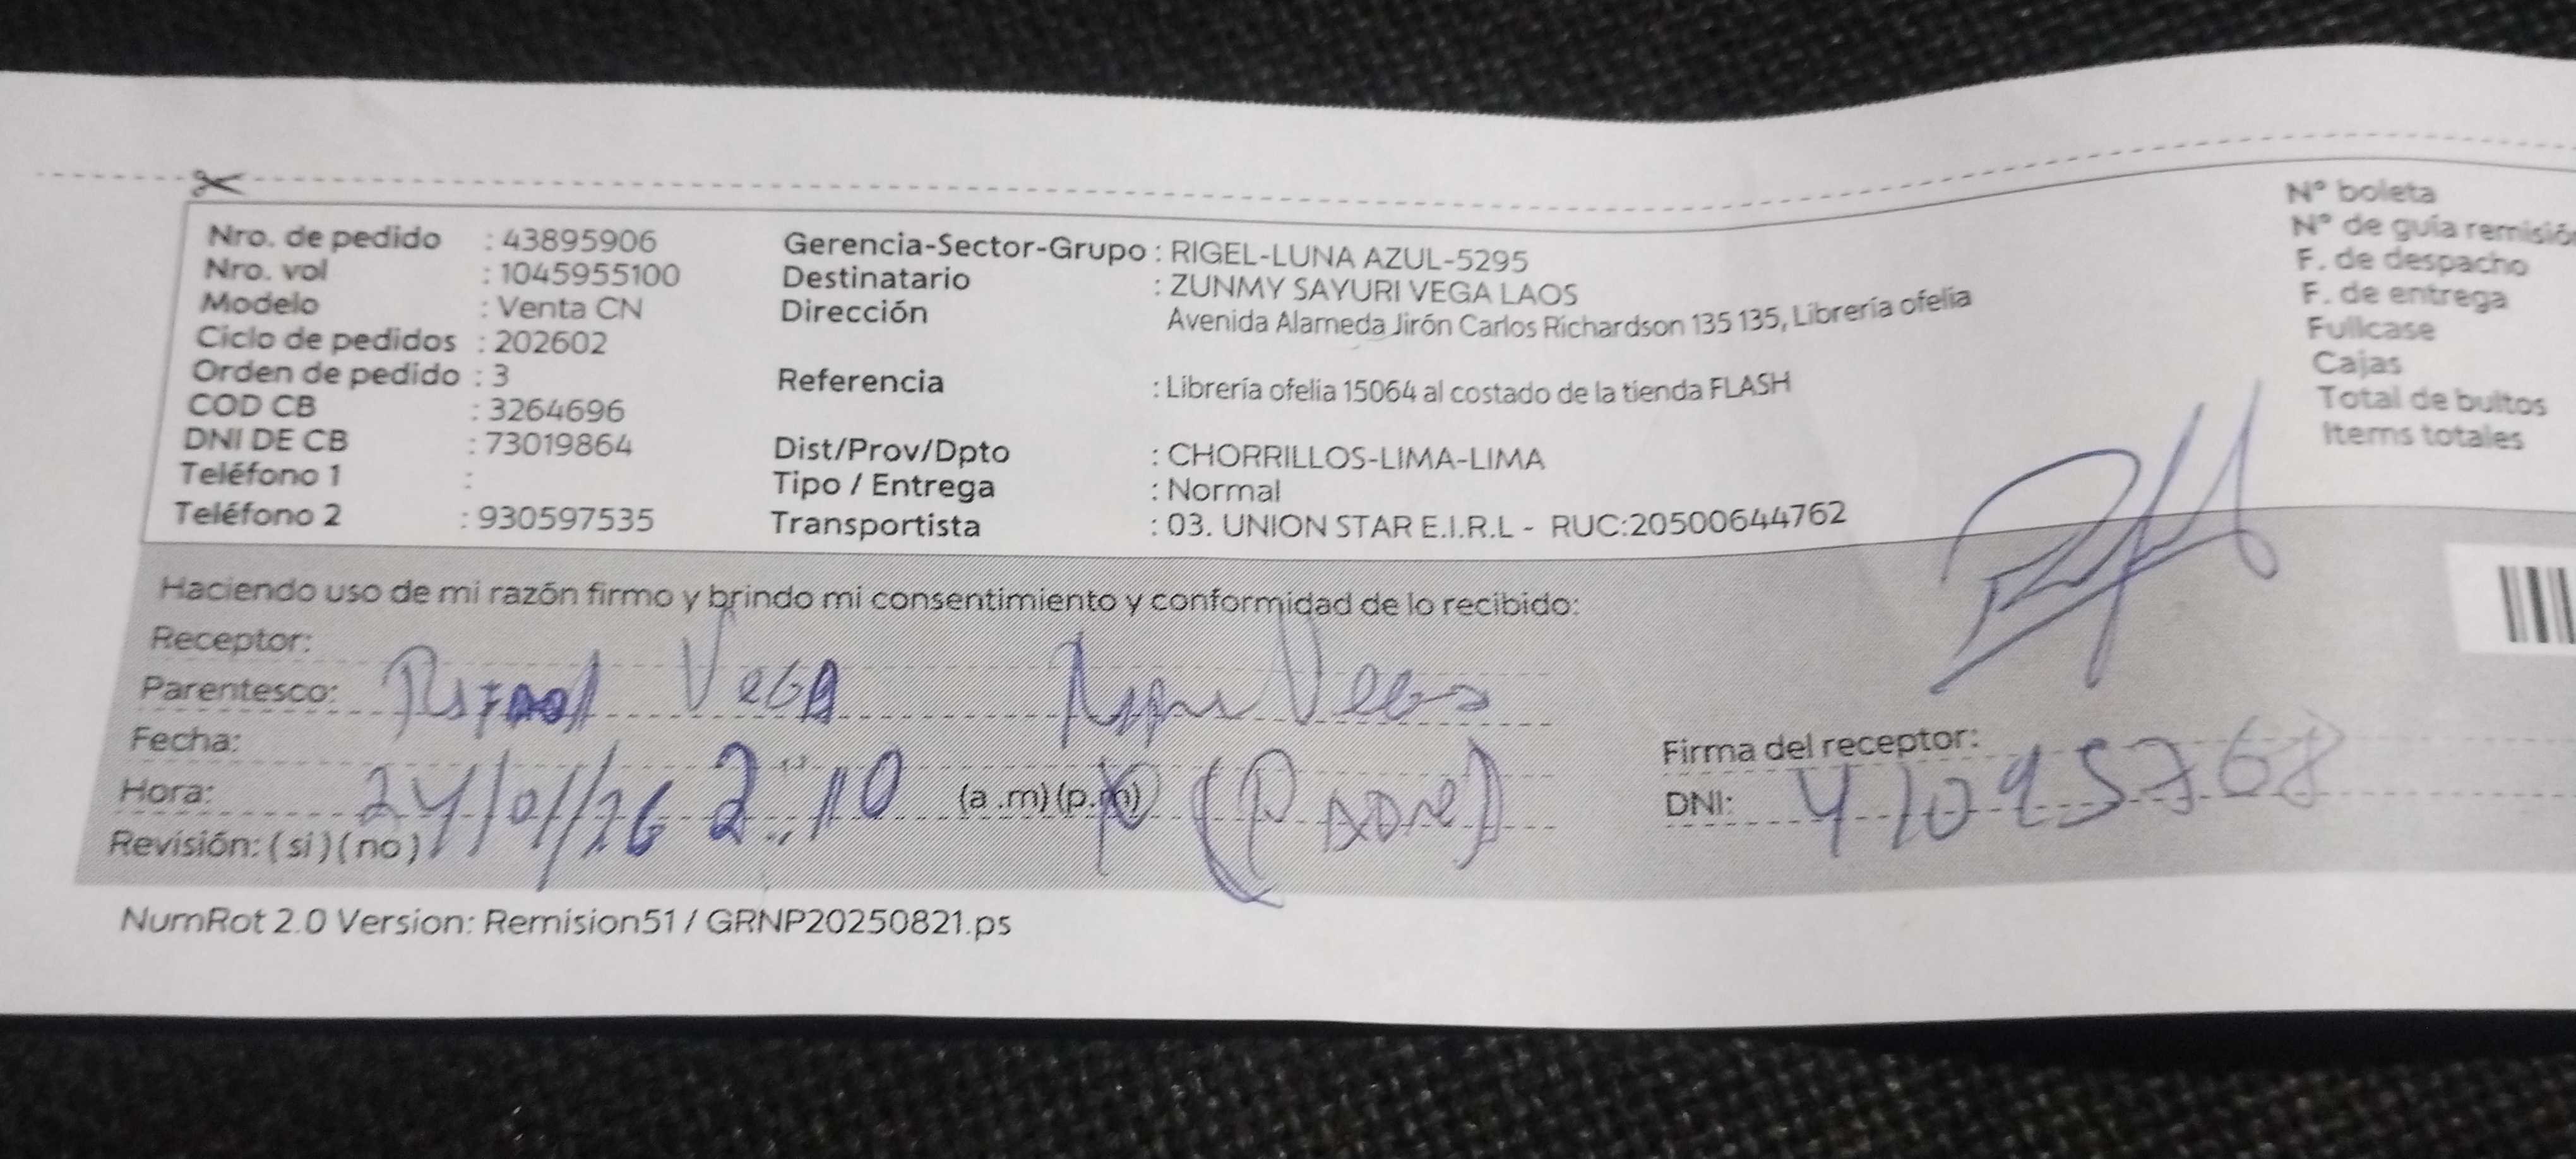 Nro. de pedido : 43895906
Nro. vol : 1045955100
Modelo : Venta CN
Ciclo de pedidos : 202602
Orden de pedido : 3
COD CB : 3264696
DNI DE CB : 73019864
Teléfono 1 :
Teléfono 2 : 930597535
Gerencia-Sector-Grupo : RIGEL-LUNA AZUL-5295
Destinatario : ZUNMY SAYURI VEGA LAOS
Dirección Avenida Alameda Jirón Carlos Richardson 135 135, Librería ofelia
Referencia : Librería ofelia 15064 al costado de la tienda FLASH
Dist/Prov/Dpto : CHORRILLOS-LIMA-LIMA
Tipo / Entrega : Normal
Transportista : 03. UNION STAR E.I.R.L - RUC:20500644762
N° boleta
N° de guía remisión
F. de despacho
F. de entrega
Fullcase
Cajas
Total de bultos
Items totales
Haciendo uso de mi razón firmo y brindo mi consentimiento y conformidad de lo recibido:
Receptor:
Parentesco: Vega Vega
Fecha:
Hora: 24/01/26 2:10 (a .m) (p.m) (PADRE)
Revisión: ( si ) ( no )
Firma del receptor:
DNI: 41095768
NumRot 2.0 Version: Remision51 / GRNP20250821.ps